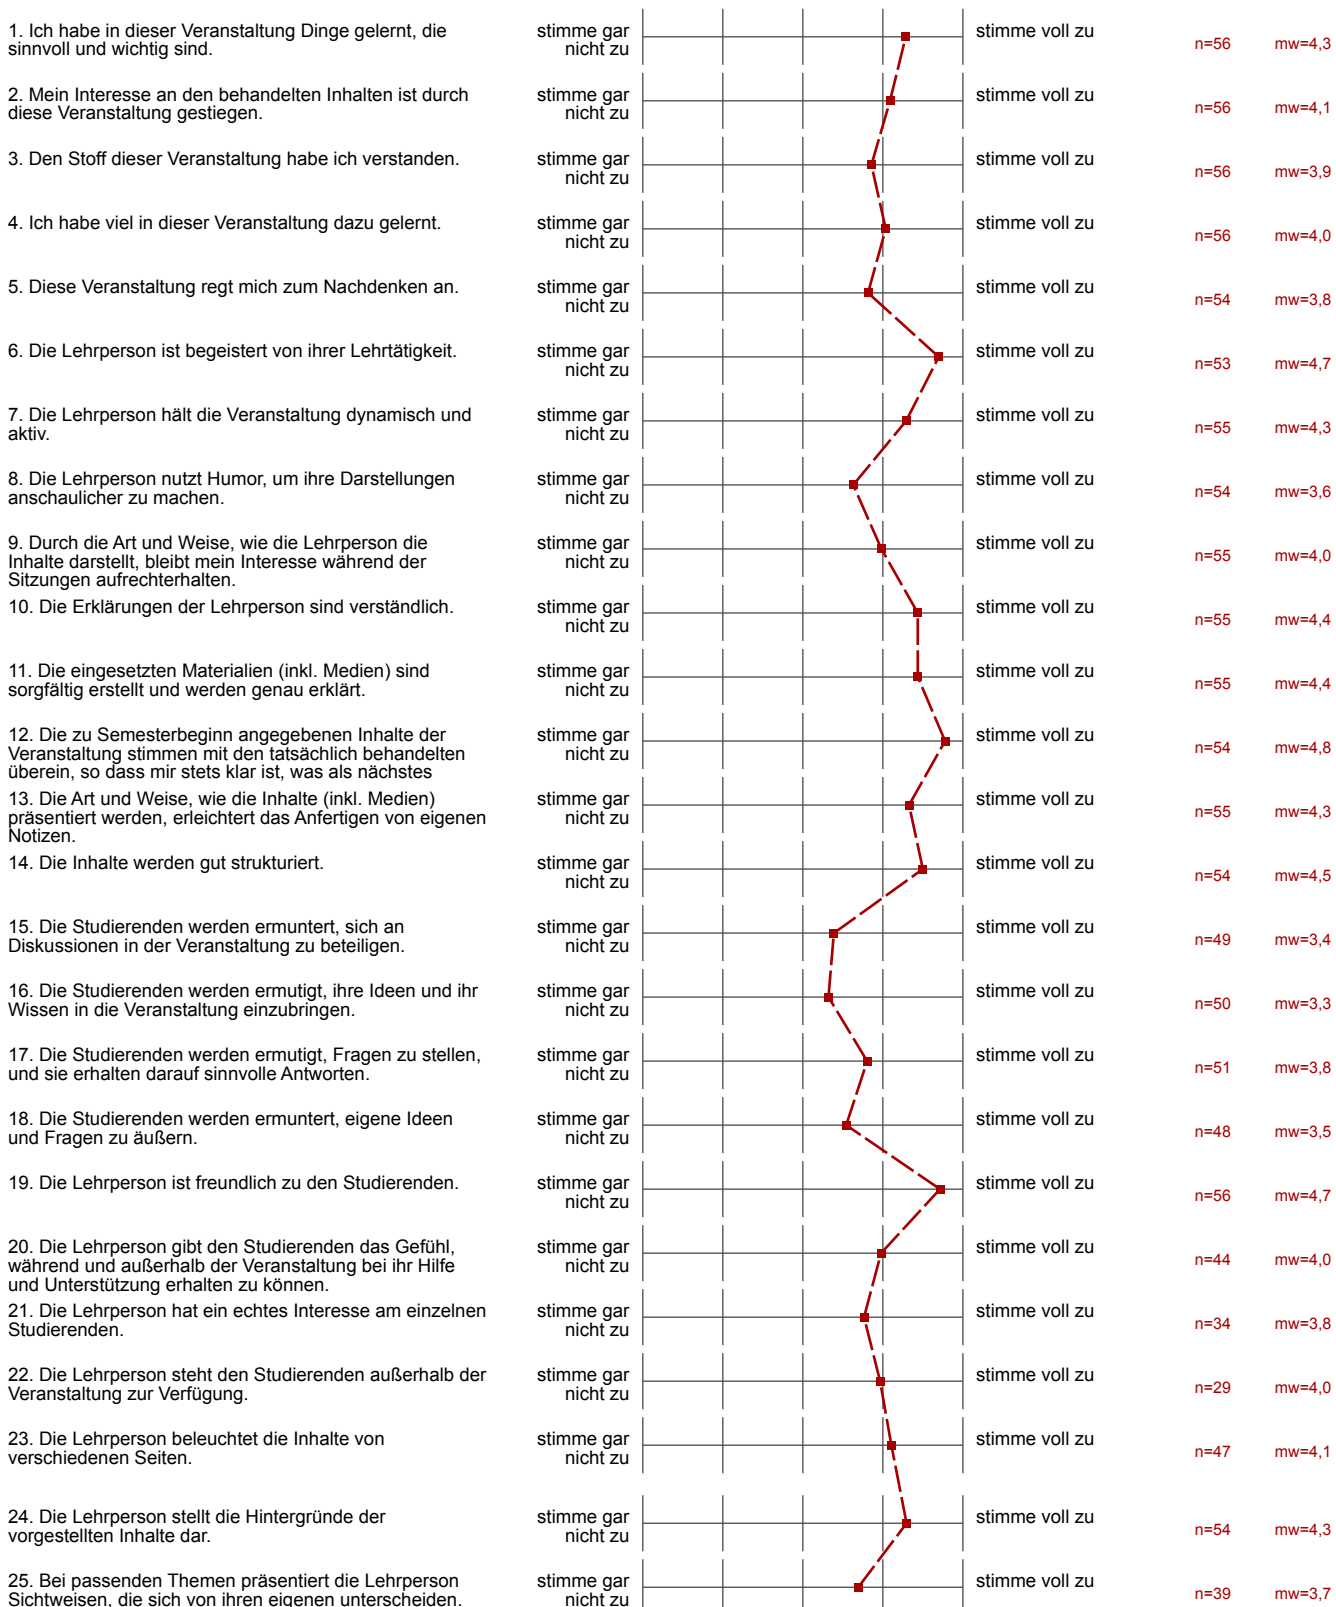 1. Ich habe in dieser Veranstaltung Dinge gelernt, die
sinnvoll und wichtig sind.
stimme gar
nicht zu
stimme voll zu
n=56 mw=4,3
2. Mein Interesse an den behandelten Inhalten ist durch
diese Veranstaltung gestiegen.
stimme gar
nicht zu
stimme voll zu
n=56 mw=4,1
3. Den Stoff dieser Veranstaltung habe ich verstanden.
stimme gar
nicht zu
stimme voll zu
n=56 mw=3,9
4. Ich habe viel in dieser Veranstaltung dazu gelernt.
stimme gar
nicht zu
stimme voll zu
n=56 mw=4,0
5. Diese Veranstaltung regt mich zum Nachdenken an.
stimme gar
nicht zu
stimme voll zu
n=54 mw=3,8
6. Die Lehrperson ist begeistert von ihrer Lehrtätigkeit.
stimme gar
nicht zu
stimme voll zu
n=53 mw=4,7
7. Die Lehrperson hält die Veranstaltung dynamisch und
aktiv.
stimme gar
nicht zu
stimme voll zu
n=55 mw=4,3
8. Die Lehrperson nutzt Humor, um ihre Darstellungen
anschaulicher zu machen.
stimme gar
nicht zu
stimme voll zu
n=54 mw=3,6
9. Durch die Art und Weise, wie die Lehrperson die
Inhalte darstellt, bleibt mein Interesse während der
Sitzungen aufrechterhalten.
stimme gar
nicht zu
stimme voll zu
n=55 mw=4,0
10. Die Erklärungen der Lehrperson sind verständlich.
stimme gar
nicht zu
stimme voll zu
n=55 mw=4,4
11. Die eingesetzten Materialien (inkl. Medien) sind
sorgfältig erstellt und werden genau erklärt.
stimme gar
nicht zu
stimme voll zu
n=55 mw=4,4
12. Die zu Semesterbeginn angegebenen Inhalte der
Veranstaltung stimmen mit den tatsächlich behandelten
überein, so dass mir stets klar ist, was als nächstes
stimme gar
nicht zu
stimme voll zu
n=54 mw=4,8
13. Die Art und Weise, wie die Inhalte (inkl. Medien)
präsentiert werden, erleichtert das Anfertigen von eigenen
Notizen.
stimme gar
nicht zu
stimme voll zu
n=55 mw=4,3
14. Die Inhalte werden gut strukturiert.
stimme gar
nicht zu
stimme voll zu
n=54 mw=4,5
15. Die Studierenden werden ermuntert, sich an
Diskussionen in der Veranstaltung zu beteiligen.
stimme gar
nicht zu
stimme voll zu
n=49 mw=3,4
16. Die Studierenden werden ermutigt, ihre Ideen und ihr
Wissen in die Veranstaltung einzubringen.
stimme gar
nicht zu
stimme voll zu
n=50 mw=3,3
17. Die Studierenden werden ermutigt, Fragen zu stellen,
und sie erhalten darauf sinnvolle Antworten.
stimme gar
nicht zu
stimme voll zu
n=51 mw=3,8
18. Die Studierenden werden ermuntert, eigene Ideen
und Fragen zu äußern.
stimme gar
nicht zu
stimme voll zu
n=48 mw=3,5
19. Die Lehrperson ist freundlich zu den Studierenden.
stimme gar
nicht zu
stimme voll zu
n=56 mw=4,7
20. Die Lehrperson gibt den Studierenden das Gefühl,
während und außerhalb der Veranstaltung bei ihr Hilfe
und Unterstützung erhalten zu können.
stimme gar
nicht zu
stimme voll zu
n=44 mw=4,0
21. Die Lehrperson hat ein echtes Interesse am einzelnen
Studierenden.
stimme gar
nicht zu
stimme voll zu
n=34 mw=3,8
22. Die Lehrperson steht den Studierenden außerhalb der
Veranstaltung zur Verfügung.
stimme gar
nicht zu
stimme voll zu
n=29 mw=4,0
23. Die Lehrperson beleuchtet die Inhalte von
verschiedenen Seiten.
stimme gar
nicht zu
stimme voll zu
n=47 mw=4,1
24. Die Lehrperson stellt die Hintergründe der
vorgestellten Inhalte dar.
stimme gar
nicht zu
stimme voll zu
n=54 mw=4,3
25. Bei passenden Themen präsentiert die Lehrperson
Sichtweisen, die sich von ihren eigenen unterscheiden.
stimme gar
nicht zu
stimme voll zu
n=39 mw=3,7